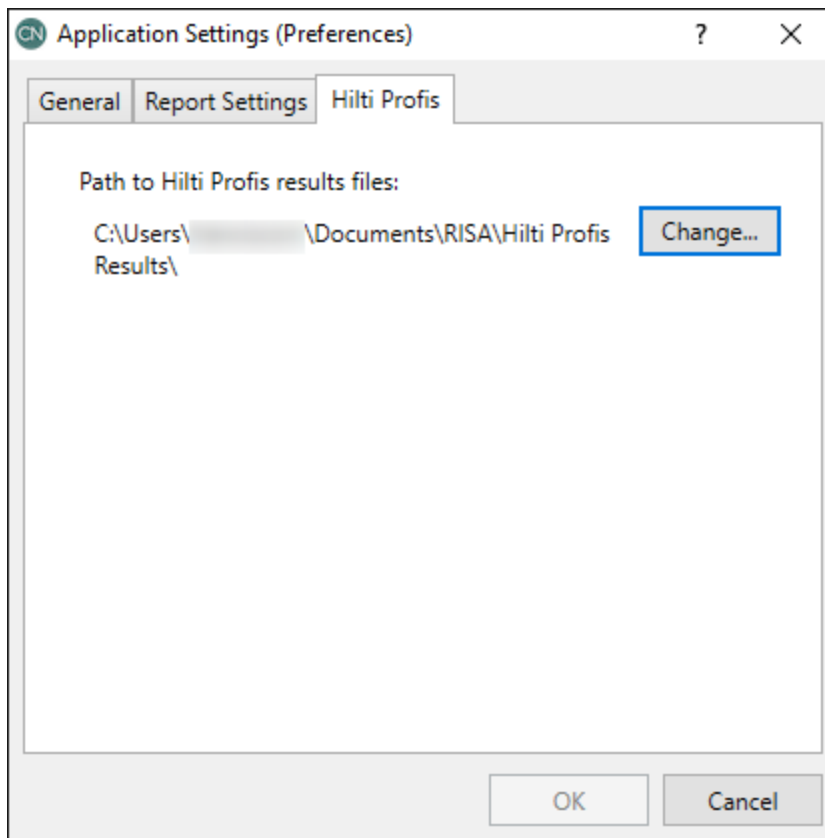 CN Application Settings (Preferences) ?
General Report Settings Hilti Profis
Path to Hilti Profis results files:
C:\Users\ \Documents\RISA\Hilti Profis Change...
Results\
OK Cancel